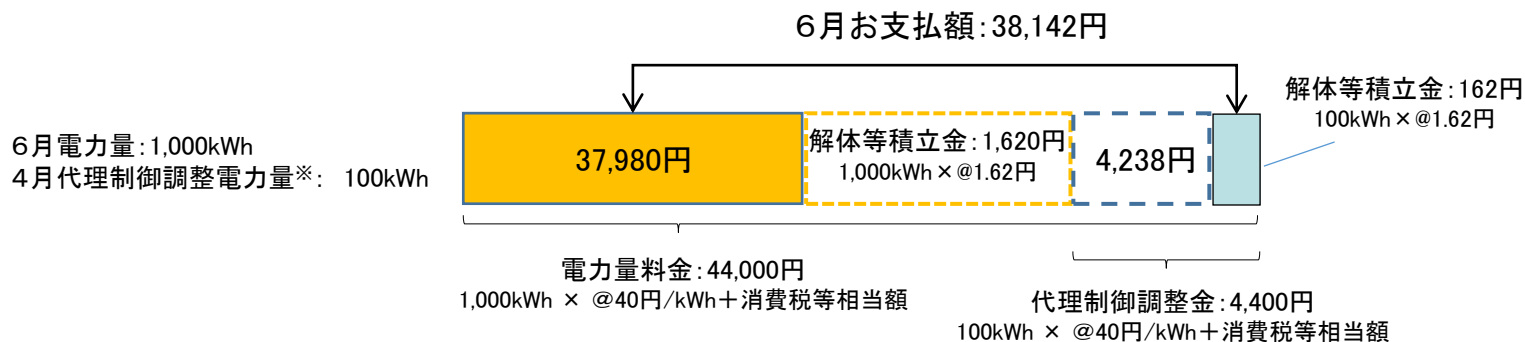 ６月お支払額：38,142円
解体等積立金：162円
100kWh×@1.62円
６月電力量：1,000kWh
４月代理制御調整電力量※： 100kWh
37,980円
解体等積立金：1,620円
1,000kWh×@1.62円
4,238円
電力量料金：44,000円
1,000kWh × @40円/kWh＋消費税等相当額
代理制御調整金：4,400円
100kWh × @40円/kWh＋消費税等相当額